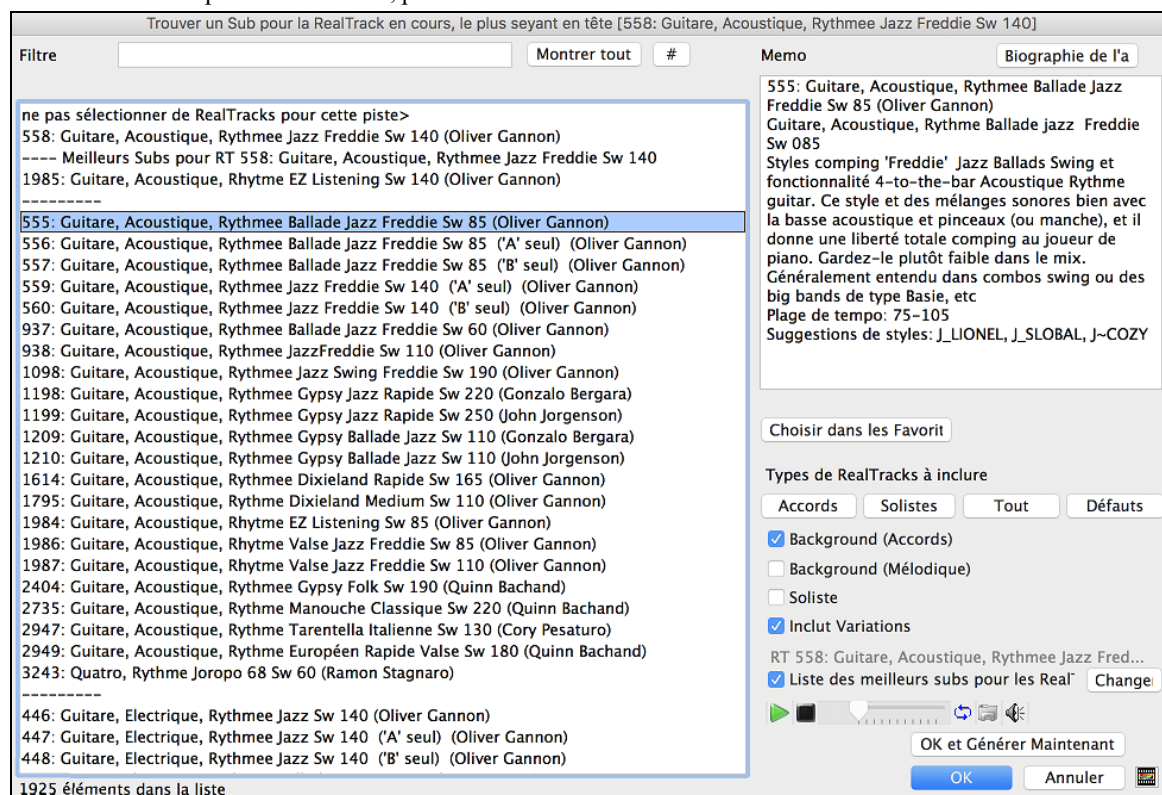 Trouver un Sub pour la RealTrack en cours, le plus seyant en tête [558: Guitare, Acoustique, Rythmee Jazz Freddie Sw 140]
Filtre
Montrer tout
#
ne pas sélectionner de RealTracks pour cette piste>
558: Guitare, Acoustique, Rythmee Jazz Freddie Sw 140 (Oliver Gannon)
---- Meilleurs Subs pour RT 558: Guitare, Acoustique, Rythmee Jazz Freddie Sw 140
1985: Guitare, Acoustique, Rhytme EZ Listening Sw 140 (Oliver Gannon)
---------
555: Guitare, Acoustique, Rythmee Ballade Jazz Freddie Sw 85 (Oliver Gannon)
556: Guitare, Acoustique, Rythmee Ballade Jazz Freddie Sw 85 ('A' seul) (Oliver Gannon)
557: Guitare, Acoustique, Rythmee Ballade Jazz Freddie Sw 85 ('B' seul) (Oliver Gannon)
559: Guitare, Acoustique, Rythmee Jazz Freddie Sw 140 ('A' seul) (Oliver Gannon)
560: Guitare, Acoustique, Rythmee Jazz Freddie Sw 140 ('B' seul) (Oliver Gannon)
937: Guitare, Acoustique, Rythmee Ballade Jazz Freddie Sw 60 (Oliver Gannon)
938: Guitare, Acoustique, Rythmee JazzFreddie Sw 110 (Oliver Gannon)
1098: Guitare, Acoustique, Rythmee Jazz Swing Freddie Sw 190 (Oliver Gannon)
1198: Guitare, Acoustique, Rythmee Gypsy Jazz Rapide Sw 220 (Gonzalo Bergara)
1199: Guitare, Acoustique, Rythmee Gypsy Jazz Rapide Sw 250 (John Jorgenson)
1209: Guitare, Acoustique, Rythmee Gypsy Ballade Jazz Sw 110 (Gonzalo Bergara)
1210: Guitare, Acoustique, Rythmee Gypsy Ballade Jazz Sw 110 (John Jorgenson)
1614: Guitare, Acoustique, Rythmee Dixieland Rapide Sw 165 (Oliver Gannon)
1795: Guitare, Acoustique, Rythme Dixieland Medium Sw 110 (Oliver Gannon)
1984: Guitare, Acoustique, Rhytme EZ Listening Sw 85 (Oliver Gannon)
1986: Guitare, Acoustique, Rhytme Valse Jazz Freddie Sw 85 (Oliver Gannon)
1987: Guitare, Acoustique, Rhytme Valse Jazz Freddie Sw 110 (Oliver Gannon)
2404: Guitare, Acoustique, Rythmee Gypsy Folk Sw 190 (Quinn Bachand)
2735: Guitare, Acoustique, Rythme Manouche Classique Sw 220 (Quinn Bachand)
2947: Guitare, Acoustique, Rythme Tarentella Italienne Sw 130 (Cory Pesaturo)
2949: Guitare, Acoustique, Rythme Européen Rapide Valse Sw 180 (Quinn Bachand)
3243: Quatro, Rythme Joropo 68 Sw 60 (Ramon Stagnaro)
---------
446: Guitare, Electrique, Rythmee Jazz Sw 140 (Oliver Gannon)
447: Guitare, Electrique, Rythmee Jazz Sw 140 ('A' seul) (Oliver Gannon)
448: Guitare, Electrique, Rythmee Jazz Sw 140 ('B' seul) (Oliver Gannon)
1925 éléments dans la liste
Memo
Biographie de l'a
555: Guitare, Acoustique, Rythmee Ballade Jazz
Freddie Sw 85 (Oliver Gannon)
Guitare, Acoustique, Rythme Ballade jazz Freddie
Sw 085
Styles comping 'Freddie' Jazz Ballads Swing et
fonctionnalité 4-to-the-bar Acoustique Rythme
guitar. Ce style et des mélanges sonores bien avec
la basse acoustique et pinceaux (ou manche), et il
donne une liberté totale comping au joueur de
piano. Gardez-le plutôt faible dans le mix.
Généralement entendu dans combos swing ou des
big bands de type Basie, etc
Plage de tempo: 75-105
Suggestions de styles: J_LIONEL, J_SLOBAL, J~COZY
Choisir dans les Favorit
Types de RealTracks à inclure
Accords
Solistes
Tout
Défauts
Background (Accords)
Background (Mélodique)
Soliste
Inclut Variations
RT 558: Guitare, Acoustique, Rythmee Jazz Fred...
Liste des meilleurs subs pour les Real
Change
OK et Générer Maintenant
OK
Annuler